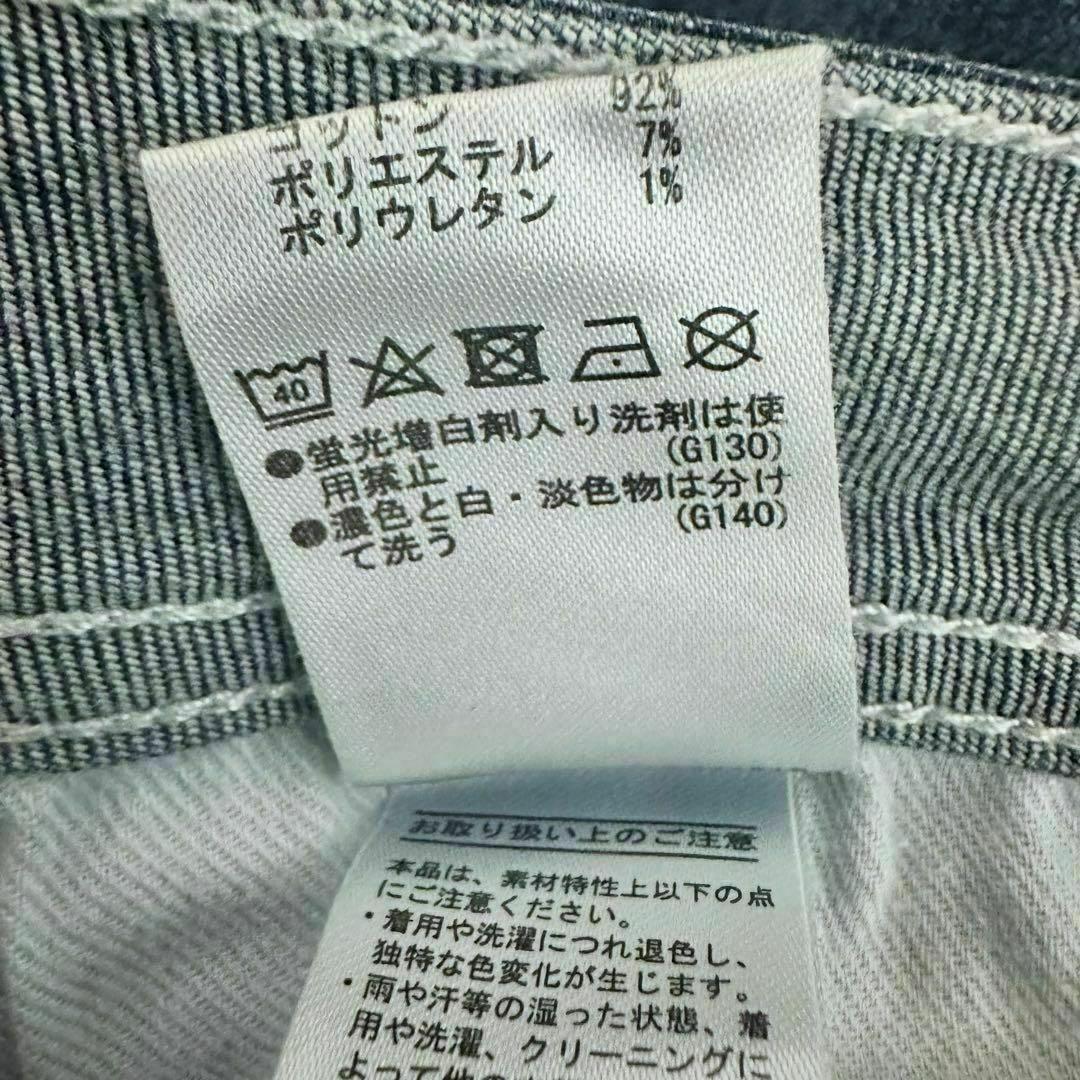 コットン 92%
ポリエステル 7%
ポリウレタン 1%
40
蛍光増白剤入り洗剤は使
用禁止 (G130)
濃色と白・淡色物は分け
て洗う (G140)
お取り扱い上のご注意
本品は、素材特性上以下の点
にご注意ください。
・着用や洗濯につれ退色し、
独特な色変化が生じます。
・雨や汗等の湿った状態、着
用や洗濯、クリーニングに
よって他の